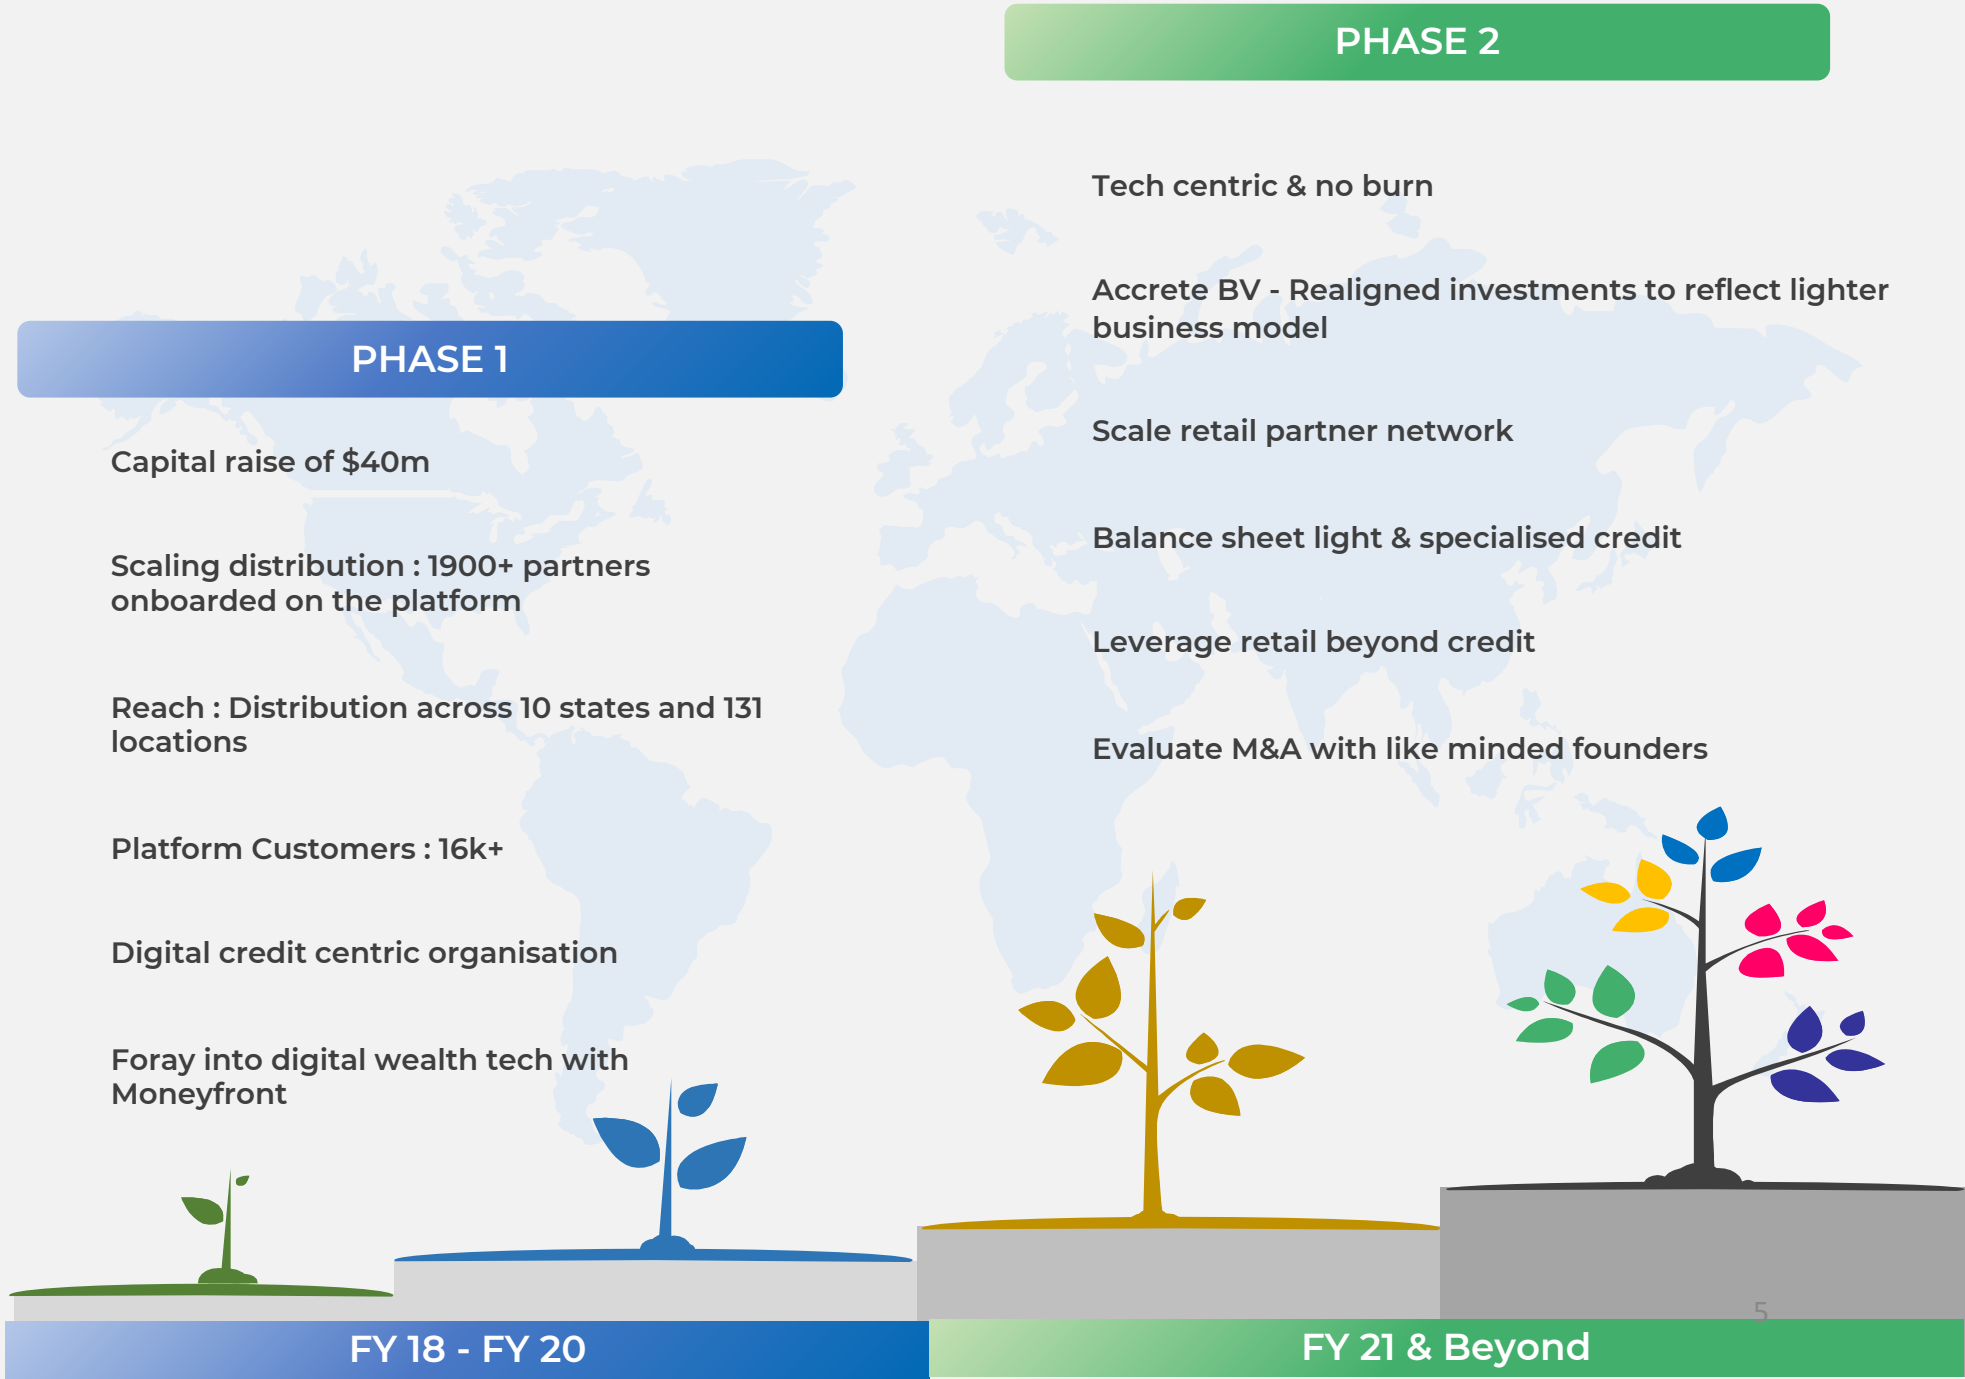 PHASE 1
Capital raise of $40m
Scaling distribution : 1900+ partners
onboarded on the platform
Reach : Distribution across 10 states and 131
locations
Platform Customers : 16k+
Digital credit centric organisation
Foray into digital wealth tech with
Moneyfront
FY 18 - FY 20
PHASE 2
Tech centric & no burn
Accrete BV - Realigned investments to reflect lighter
business model
Scale retail partner network
Balance sheet light & specialised credit
Leverage retail beyond credit
Evaluate M&A with like minded founders
5
FY 21 & Beyond